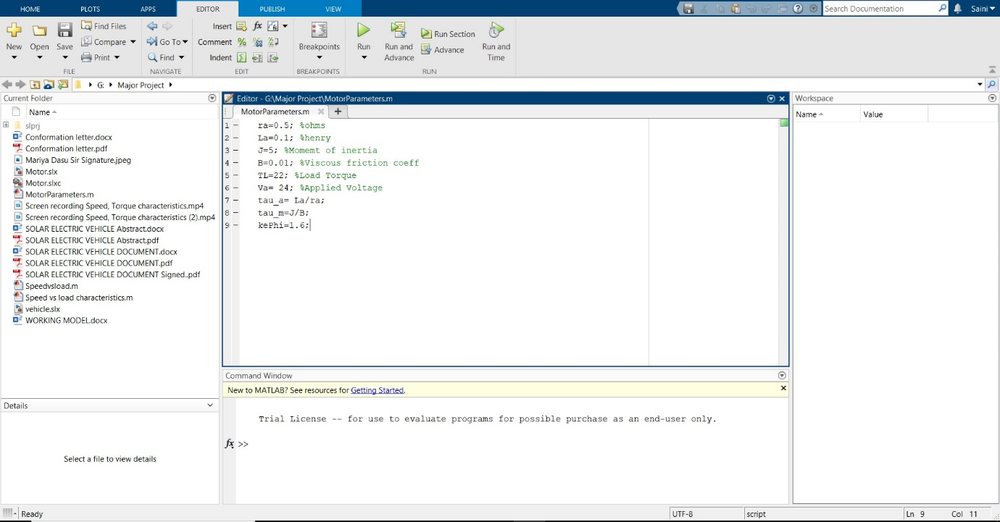 HOME PLOTS APPS EDITOR PUBLISH VIEW Search Documentation Saini
New Open Save Find Files Compare Print
FILE
Go To Find
NAVIGATE
Insert fx
Comment %
Indent
EDIT
Breakpoints
BREAKPOINTS
Run Run and Advance Run Section Advance Run and Time
RUN
G: Major Project
Current Folder
Name
slprj
Conformation letter.docx
Conformation letter.pdf
Mariya Dasu Sir Signature.jpeg
Motor.slx
Motor.slxc
MotorParameters.m
Screen recording Speed, Torque characteristics.mp4
Screen recording Speed, Torque characteristics (2).mp4
SOLAR ELECTRIC VEHICLE Abstract.docx
SOLAR ELECTRIC VEHICLE Abstract.pdf
SOLAR ELECTRIC VEHICLE DOCUMENT.docx
SOLAR ELECTRIC VEHICLE DOCUMENT.pdf
SOLAR ELECTRIC VEHICLE DOCUMENT Signed..pdf
Speedvsload.m
Speed vs load characteristics.m
vehicle.slx
WORKING MODEL.docx
Details
Select a file to view details
Editor - G:\Major Project\MotorParameters.m
MotorParameters.m
1 - ra=0.5; %ohms
2 - La=0.1; %henry
3 - J=5; %Momemt of inertia
4 - B=0.01; %Viscous friction coeff
5 - TL=22; %Load Torque
6 - Va= 24; %Applied Voltage
7 - tau_a= La/ra;
8 - tau_m=J/B;
9 - kePhi=1.6;
Command Window
New to MATLAB? See resources for Getting Started.
Trial License -- for use to evaluate programs for possible purchase as an end-user only.
fx >>
Workspace
Name Value
Ready UTF-8 script Ln 9 Col 11